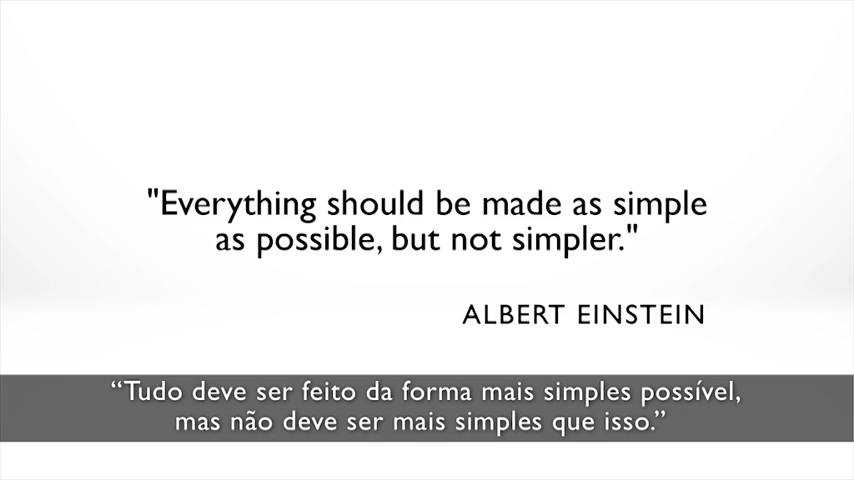 "Everything should be made as simple
as possible, but not simpler."
ALBERT EINSTEIN
“Tudo deve ser feito da forma mais simples possível,
mas não deve ser mais simples que isso.”